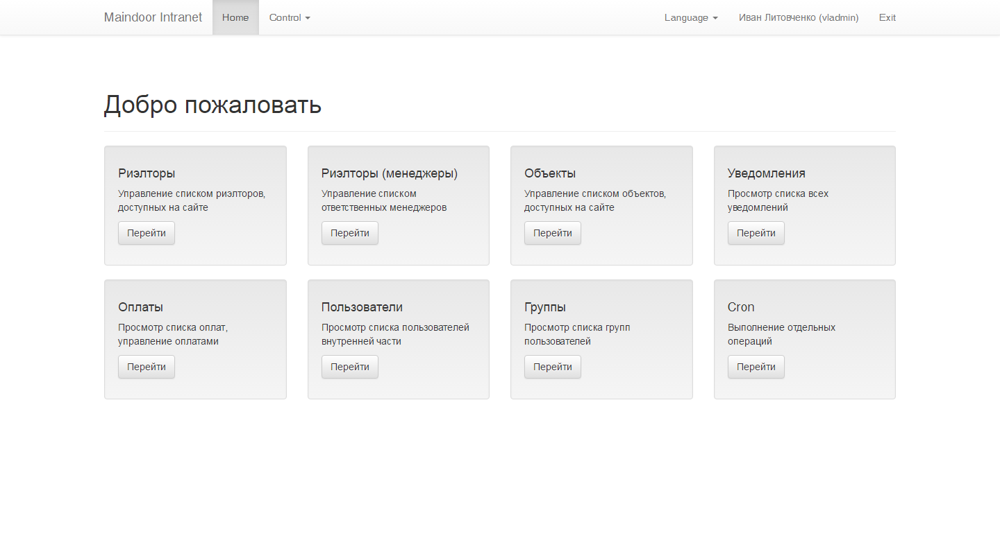 Maindoor Intranet Home Control Language Иван Литовченко (vladmin) Exit
Добро пожаловать
Риэлторы
Управление списком риэлторов,
доступных на сайте
Перейти
Риэлторы (менеджеры)
Управление списком
ответственных менеджеров
Перейти
Объекты
Управление списком объектов,
доступных на сайте
Перейти
Уведомления
Просмотр списка всех
уведомлений
Перейти
Оплаты
Просмотр списка оплат,
управление оплатами
Перейти
Пользователи
Просмотр списка пользователей
внутренней части
Перейти
Группы
Просмотр списка групп
пользователей
Перейти
Cron
Выполнение отдельных
операций
Перейти